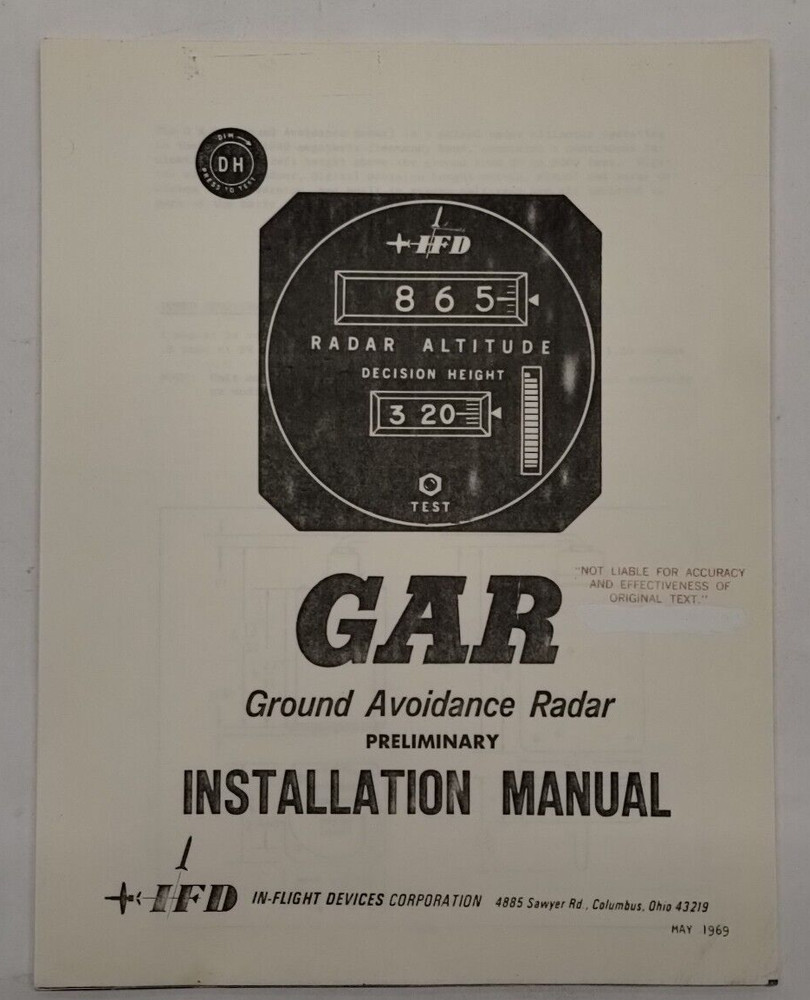 DIM
DH
PRESS TO TEST
IFD
865
RADAR ALTITUDE
DECISION HEIGHT
320
TEST
GAR
"NOT LIABLE FOR ACCURACY
AND EFFECTIVENESS OF
ORIGINAL TEXT."
Ground Avoidance Radar
PRELIMINARY
INSTALLATION MANUAL
IFD IN-FLIGHT DEVICES CORPORATION 4885 Sawyer Rd., Columbus, Ohio 43219
MAY 1969